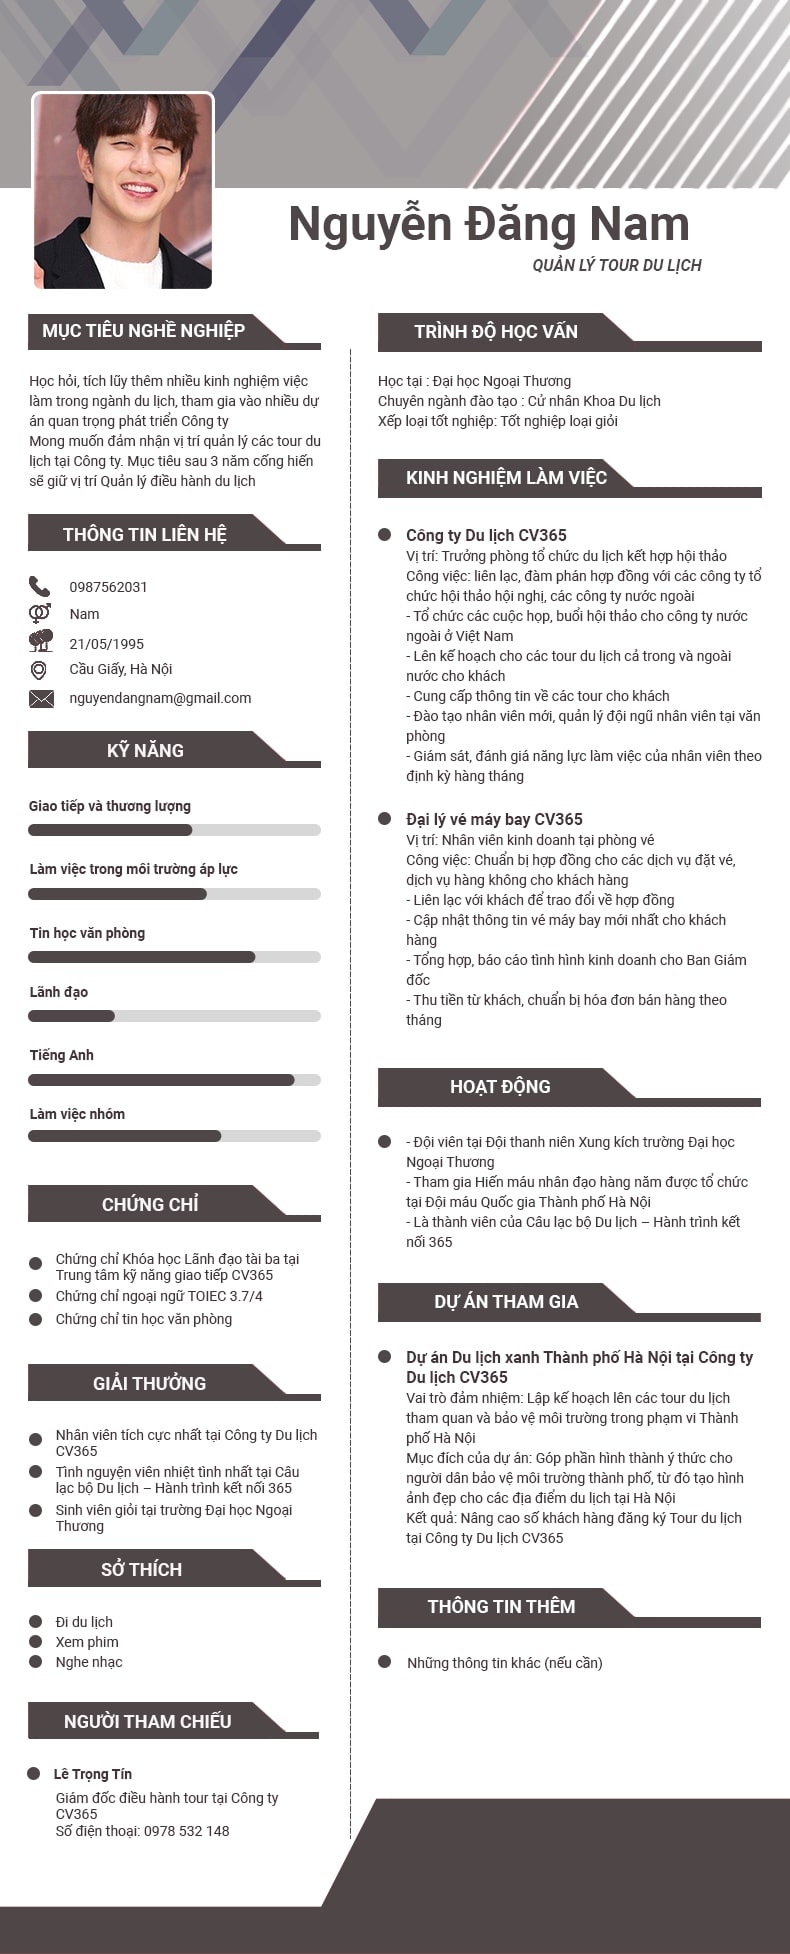 Nguyễn Đăng Nam
QUẢN LÝ TOUR DU LỊCH
MỤC TIÊU NGHỀ NGHIỆP
Học hỏi, tích lũy thêm nhiều kinh nghiệm việc
làm trong ngành du lịch, tham gia vào nhiều dự
án quan trọng phát triển Công ty
Mong muốn đảm nhận vị trí quản lý các tour du
lịch tại Công ty. Mục tiêu sau 3 năm cống hiến
sẽ giữ vị trí Quản lý điều hành du lịch
THÔNG TIN LIÊN HỆ
0987562031
Nam
21/05/1995
Cầu Giấy, Hà Nội
nguyendangnam@gmail.com
KỸ NĂNG
Giao tiếp và thương lượng
Làm việc trong môi trường áp lực
Tin học văn phòng
Lãnh đạo
Tiếng Anh
Làm việc nhóm
CHỨNG CHỈ
Chứng chỉ Khóa học Lãnh đạo tài ba tại
Trung tâm kỹ năng giao tiếp CV365
Chứng chỉ ngoại ngữ TOIEC 3.7/4
Chứng chỉ tin học văn phòng
GIẢI THƯỞNG
Nhân viên tích cực nhất tại Công ty Du lịch
CV365
Tình nguyện viên nhiệt tình nhất tại Câu
lạc bộ Du lịch – Hành trình kết nối 365
Sinh viên giỏi tại trường Đại học Ngoại
Thương
SỞ THÍCH
Đi du lịch
Xem phim
Nghe nhạc
NGƯỜI THAM CHIẾU
Lê Trọng Tín
Giám đốc điều hành tour tại Công ty
CV365
Số điện thoại: 0978 532 148
TRÌNH ĐỘ HỌC VẤN
Học tại : Đại học Ngoại Thương
Chuyên ngành đào tạo : Cử nhân Khoa Du lịch
Xếp loại tốt nghiệp: Tốt nghiệp loại giỏi
KINH NGHIỆM LÀM VIỆC
Công ty Du lịch CV365
Vị trí: Trưởng phòng tổ chức du lịch kết hợp hội thảo
Công việc: liên lạc, đàm phán hợp đồng với các công ty tổ
chức hội thảo hội nghị, các công ty nước ngoài
- Tổ chức các cuộc họp, buổi hội thảo cho công ty nước
ngoài ở Việt Nam
- Lên kế hoạch cho các tour du lịch cả trong và ngoài
nước cho khách
- Cung cấp thông tin về các tour cho khách
- Đào tạo nhân viên mới, quản lý đội ngũ nhân viên tại văn
phòng
- Giám sát, đánh giá năng lực làm việc của nhân viên theo
định kỳ hàng tháng
Đại lý vé máy bay CV365
Vị trí: Nhân viên kinh doanh tại phòng vé
Công việc: Chuẩn bị hợp đồng cho các dịch vụ đặt vé,
dịch vụ hàng không cho khách hàng
- Liên lạc với khách để trao đổi về hợp đồng
- Cập nhật thông tin vé máy bay mới nhất cho khách
hàng
- Tổng hợp, báo cáo tình hình kinh doanh cho Ban Giám
đốc
- Thu tiền từ khách, chuẩn bị hóa đơn bán hàng theo
tháng
HOẠT ĐỘNG
- Đội viên tại Đội thanh niên Xung kích trường Đại học
Ngoại Thương
- Tham gia Hiến máu nhân đạo hàng năm được tổ chức
tại Đội máu Quốc gia Thành phố Hà Nội
- Là thành viên của Câu lạc bộ Du lịch – Hành trình kết
nối 365
DỰ ÁN THAM GIA
Dự án Du lịch xanh Thành phố Hà Nội tại Công ty
Du lịch CV365
Vai trò đảm nhiệm: Lập kế hoạch lên các tour du lịch
tham quan và bảo vệ môi trường trong phạm vi Thành
phố Hà Nội
Mục đích của dự án: Góp phần hình thành ý thức cho
người dân bảo vệ môi trường thành phố, từ đó tạo hình
ảnh đẹp cho các địa điểm du lịch tại Hà Nội
Kết quả: Nâng cao số khách hàng đăng ký Tour du lịch
tại Công ty Du lịch CV365
THÔNG TIN THÊM
Những thông tin khác (nếu cần)